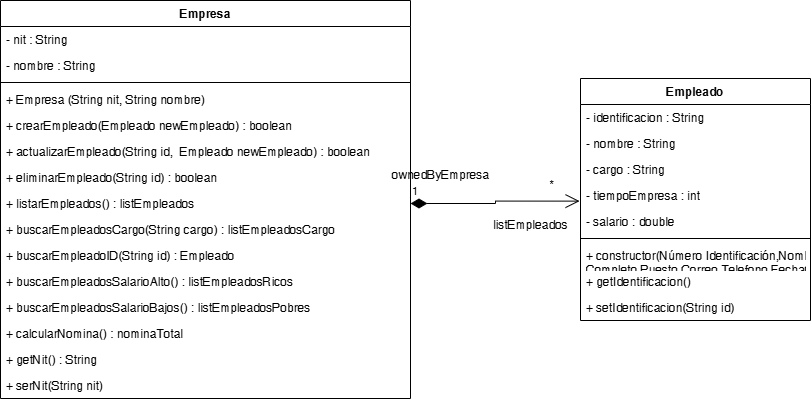 Empresa
- nit : String
- nombre : String
+ Empresa (String nit, String nombre)
+ crearEmpleado(Empleado newEmpleado) : boolean
+ actualizarEmpleado(String id, Empleado newEmpleado) : boolean
+ eliminarEmpleado(String id) : boolean
+ listarEmpleados() : listEmpleados
+ buscarEmpleadosCargo(String cargo) : listEmpleadosCargo
+ buscarEmpleadoID(String id) : Empleado
+ buscarEmpleadosSalarioAlto() : listEmpleadosRicos
+ buscarEmpleadosSalarioBajos() : listEmpleadosPobres
+ calcularNomina() : nominaTotal
+ getNit() : String
+ serNit(String nit)
ownedByEmpresa
1
*
listEmpleados
Empleado
- identificacion : String
- nombre : String
- cargo : String
- tiempoEmpresa : int
- salario : double
+ constructor(Número Identificación,Nom
Completo,Puesto,Correo,Telefono,Fecha
+ getIdentificacion()
+ setIdentificacion(String id)